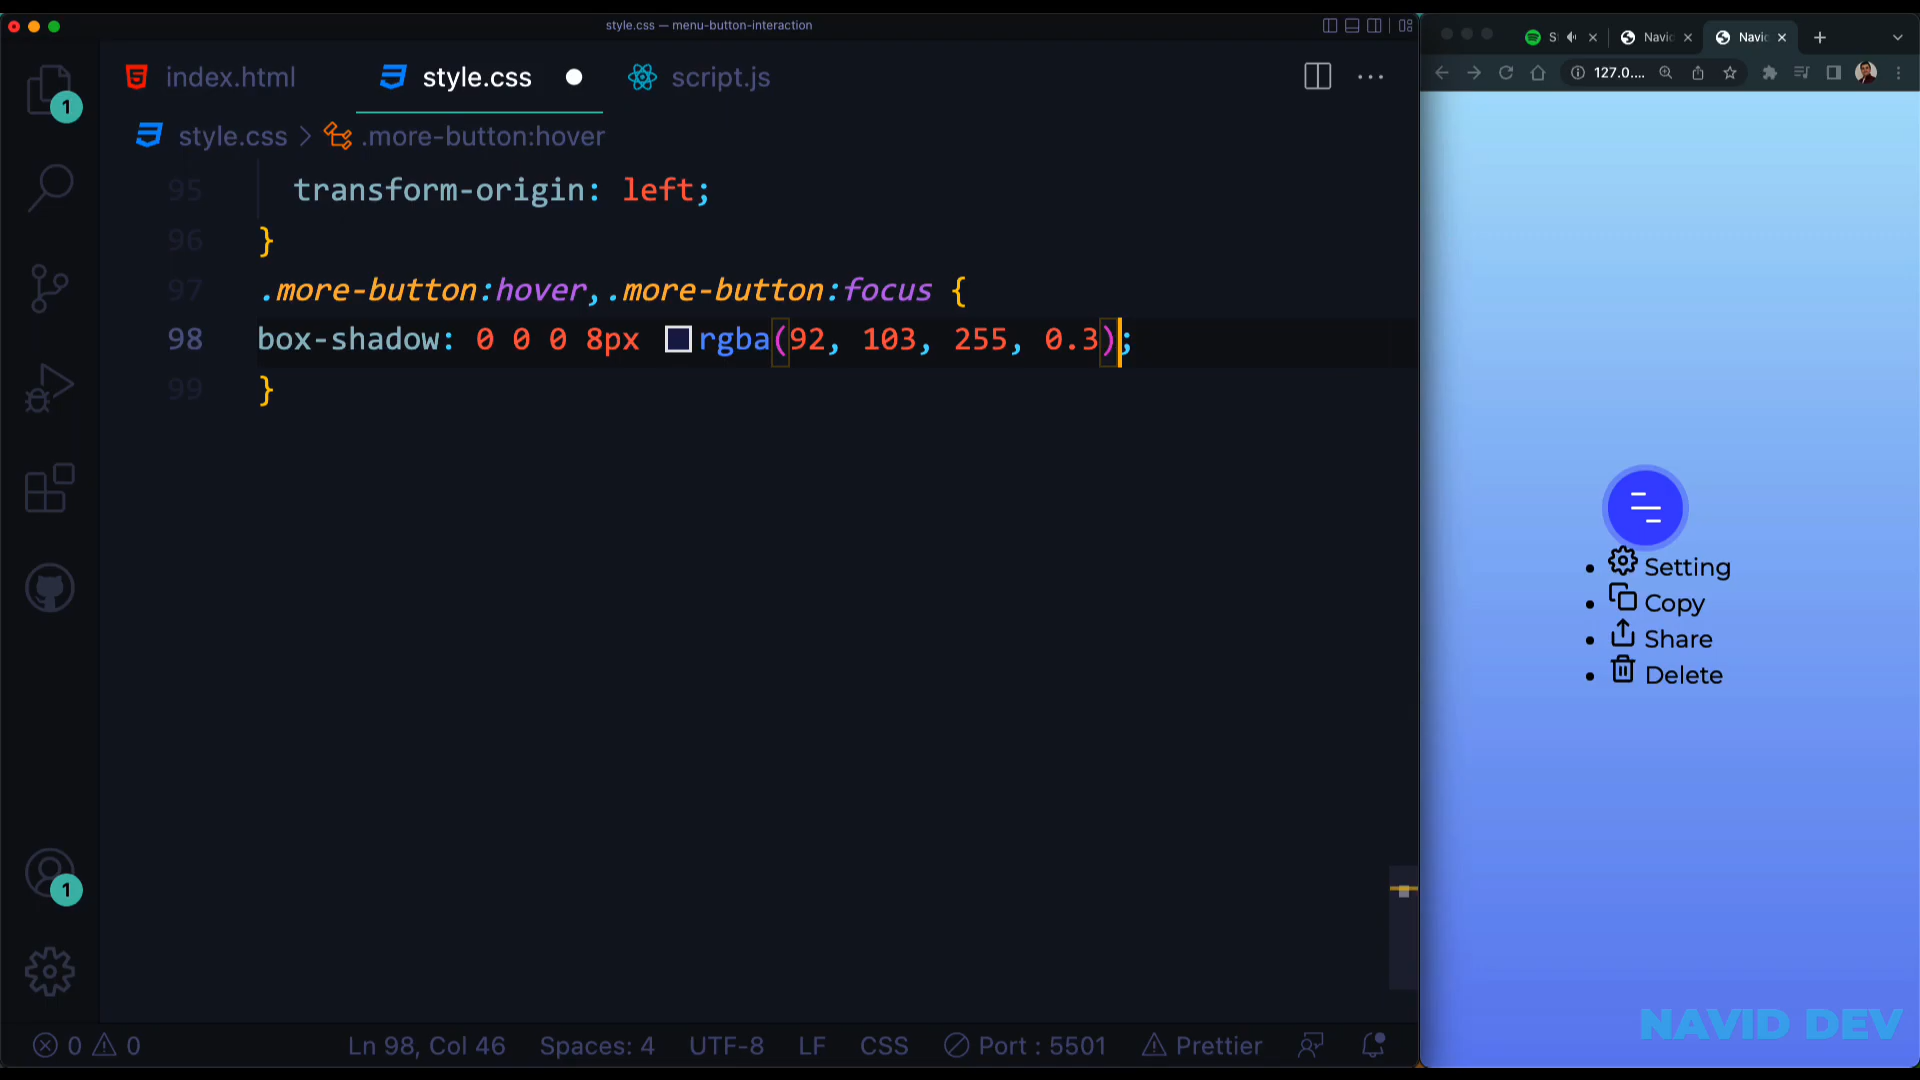 style.css — menu-button-interaction
index.html
style.css
script.js
style.css > .more-button:hover
95 transform-origin: left;
96 }
97 .more-button:hover,.more-button:focus {
98 box-shadow: 0 0 0 8px rgba(92, 103, 255, 0.3);
99 }
1
1
0 0
Ln 98, Col 46
Spaces: 4
UTF-8
LF
CSS
Port : 5501
Prettier
S
Navid
Navid
127.0....
Setting
Copy
Share
Delete
NAVID DEV